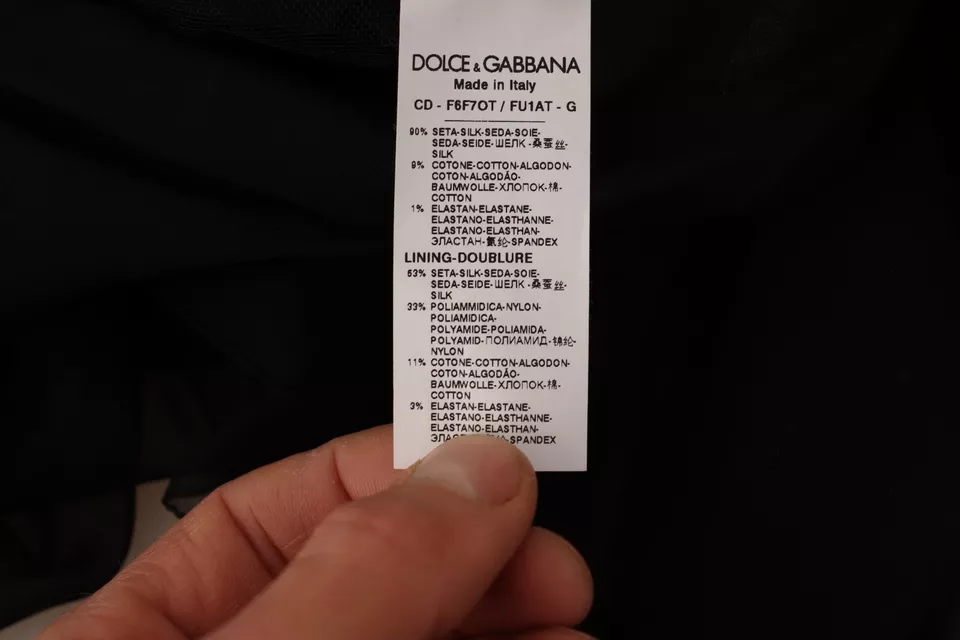 DOLCE & GABBANA
Made in Italy
CD - F6F7OT / FU1AT - G
90% SETA-SILK-SEDA-SOIE-
SEDA-SEIDE-ШЕЛК-桑蚕丝-
SILK
9% COTONE-COTTON-ALGODON-
COTON-ALGODÃO-
BAUMWOLLE-ХЛОПОК-棉-
COTTON
1% ELASTAN-ELASTANE-
ELASTANO-ELASTHANNE-
ELASTANO-ELASTHAN-
ЭЛАСТАН-氨纶-SPANDEX
LINING-DOUBLURE
53% SETA-SILK-SEDA-SOIE-
SEDA-SEIDE-ШЕЛК-桑蚕丝-
SILK
33% POLIAMMIDICA-NYLON-
POLIAMIDICA-
POLYAMIDE-POLIAMIDA-
POLYAMID-ПОЛИАМИД-锦纶-
NYLON
11% COTONE-COTTON-ALGODON-
COTON-ALGODÃO-
BAUMWOLLE-ХЛОПОК-棉-
COTTON
3% ELASTAN-ELASTANE-
ELASTANO-ELASTHANNE-
ELASTANO-ELASTHAN-
-SPANDEX